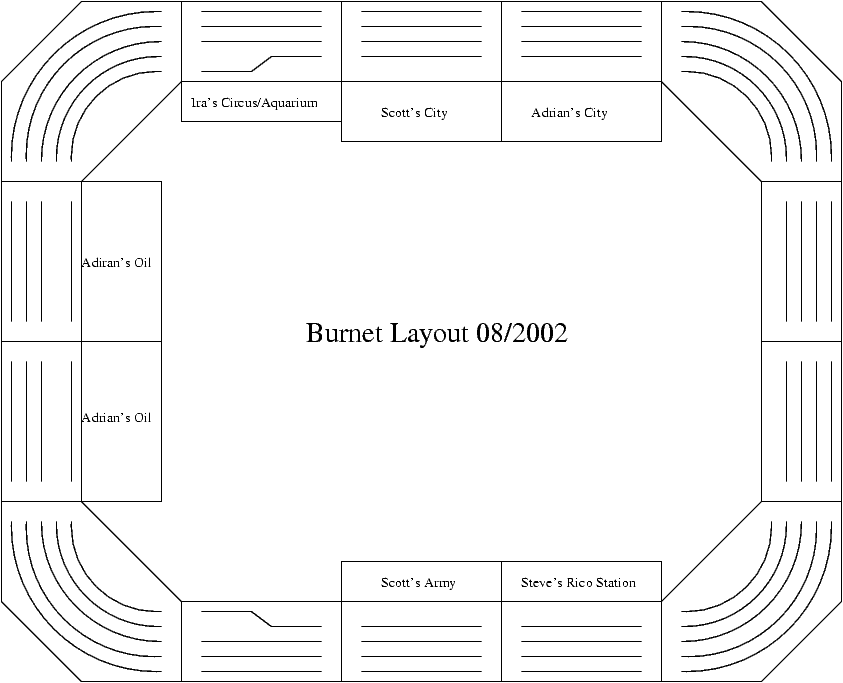 Ira's Circus/Aquarium
Scott's City
Adrian's City
Adiran's Oil
Burnet Layout 08/2002
Adrian's Oil
Scott's Army
Steve's Rico Station